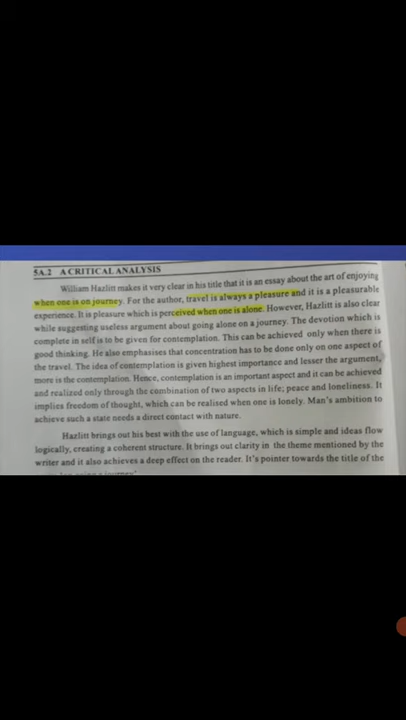 5A.2 A CRITICAL ANALYSIS
William Hazlitt makes it very clear in his title that it is an essay about the art of enjoying
when one is on journey. For the author, travel is always a pleasure and it is a pleasurable
experience. It is pleasure which is perceived when one is alone. However, Hazlitt is also clear
while suggesting useless argument about going alone on a journey. The devotion which is
complete in self is to be given for contemplation. This can be achieved only when there is
good thinking. He also emphasises that concentration has to be done only on one aspect of
the travel. The idea of contemplation is given highest importance and lesser the argument,
more is the contemplation. Hence, contemplation is an important aspect and it can be achieved
and realized only through the combination of two aspects in life; peace and loneliness. It
implies freedom of thought, which can be realised when one is lonely. Man's ambition to
achieve such a state needs a direct contact with nature.
Hazlitt brings out his best with the use of language, which is simple and ideas flow
logically, creating a coherent structure. It brings out clarity in the theme mentioned by the
writer and it also achieves a deep effect on the reader. It's pointer towards the title of the
going a journey'